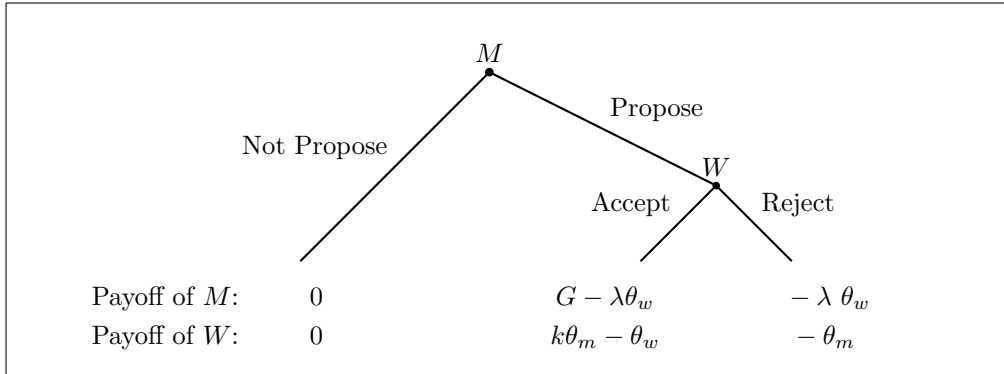 M
Propose
Not Propose
W
Accept
Reject
Payoff of M: 0 G − λθ_w − λ θ_w
Payoff of W: 0 kθ_m − θ_w − θ_m